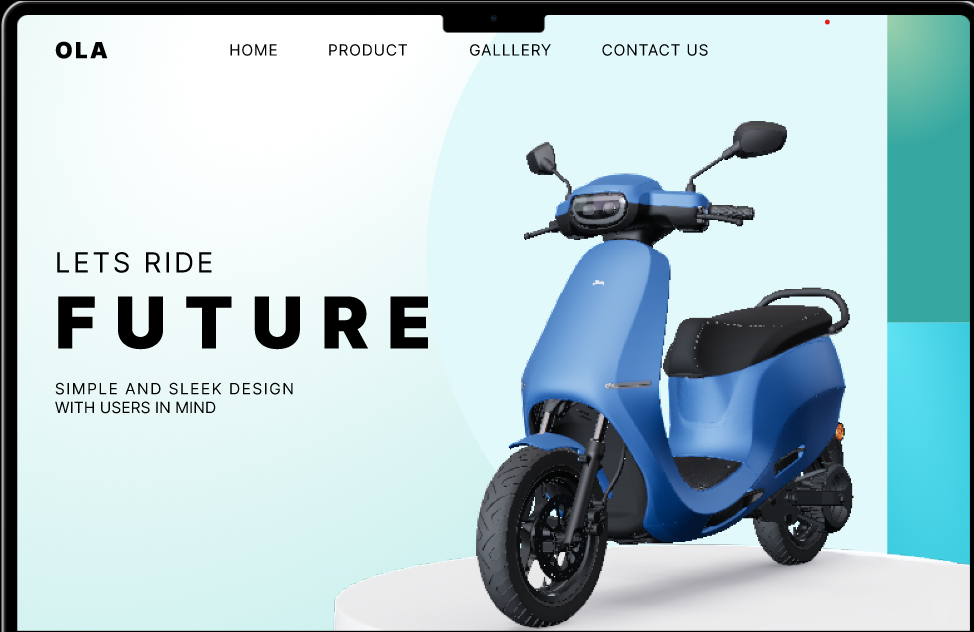 OLA
HOME PRODUCT GALLLERY CONTACT US
LETS RIDE
FUTURE
SIMPLE AND SLEEK DESIGN
WITH USERS IN MIND